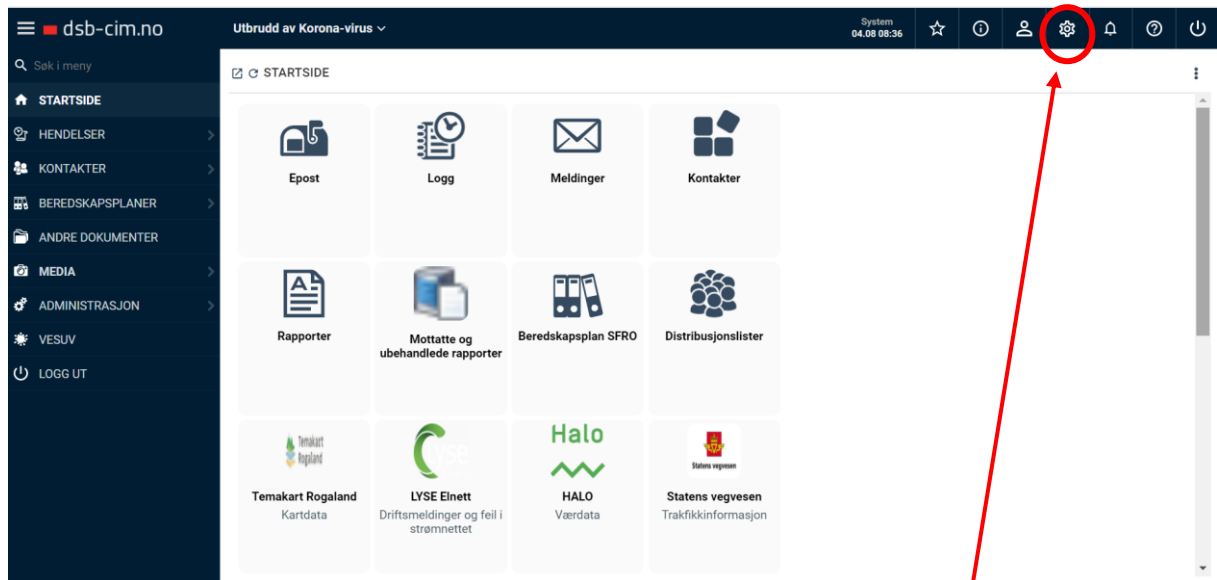 dsb-cim.no
Utbrudd av Korona-virus
System
04.08 08:36
Søk i meny
STARTSIDE
HENDELSER
KONTAKTER
BEREDSKAPSPLANER
ANDRE DOKUMENTER
MEDIA
ADMINISTRASJON
VESUV
LOGG UT
STARTSIDE
Epost
Logg
Meldinger
Kontakter
Rapporter
Mottatte og
ubehandlede rapporter
Beredskapsplan SFRO
Distribusjonslister
Temakart
Rogaland
Temakart Rogaland
Kartdata
lyse
LYSE Elnett
Driftsmeldinger og feil i
strømnettet
Halo
HALO
Værdata
Statens vegvesen
Statens vegvesen
Trakfikkinformasjon